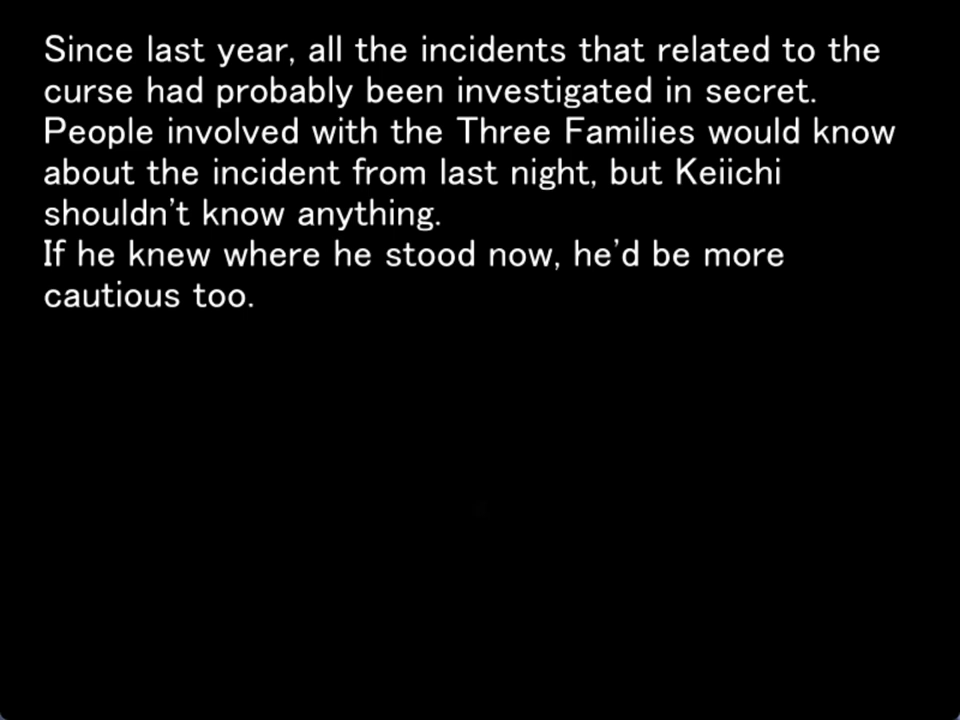 Since last year, all the incidents that related to the
curse had probably been investigated in secret.
People involved with the Three Families would know
about the incident from last night, but Keiichi
shouldn't know anything.
If he knew where he stood now, he'd be more
cautious too.